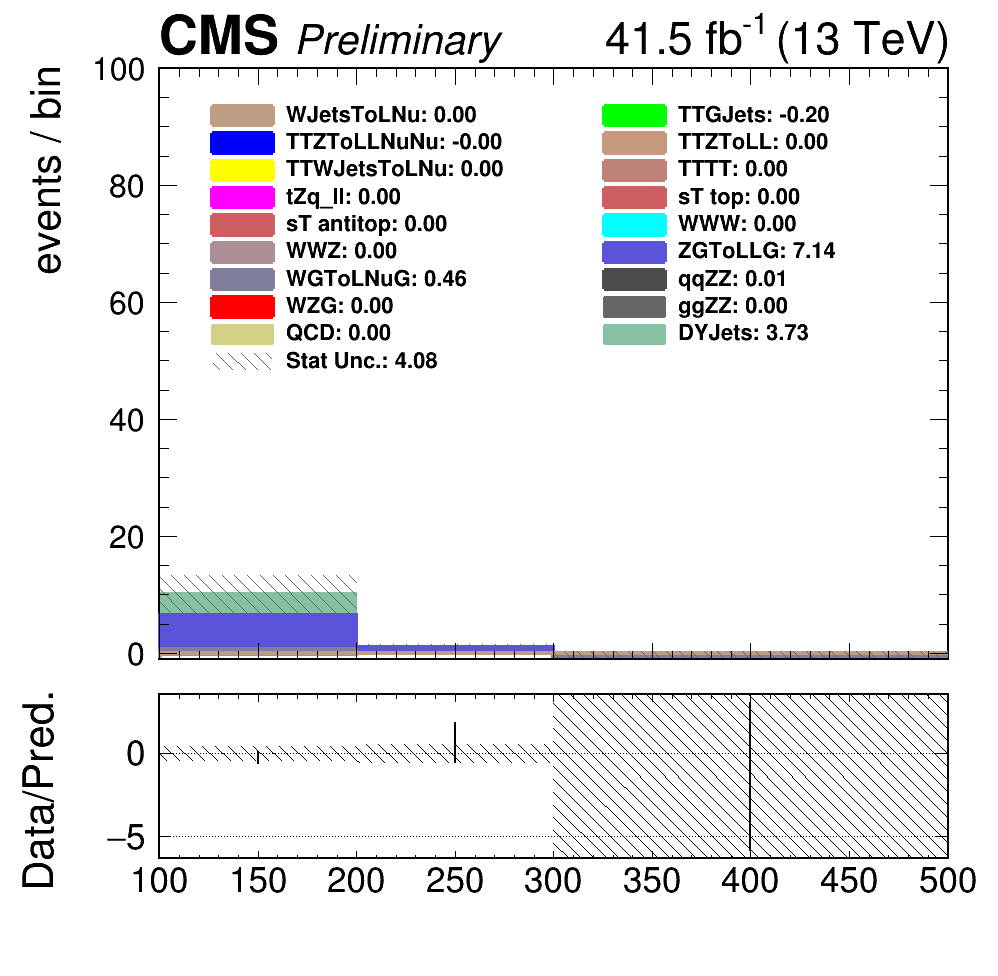 CMS Preliminary 41.5 fb-1 (13 TeV)
events / bin
100
80
60
40
20
0
WJetsToLNu: 0.00 TTGJets: -0.20
TTZToLLNuNu: -0.00 TTZToLL: 0.00
TTWJetsToLNu: 0.00 TTTT: 0.00
tZq_ll: 0.00 sT top: 0.00
sT antitop: 0.00 WWW: 0.00
WWZ: 0.00 ZGToLLG: 7.14
WGToLNuG: 0.46 qqZZ: 0.01
WZG: 0.00 ggZZ: 0.00
QCD: 0.00 DYJets: 3.73
Stat Unc.: 4.08
Data/Pred.
0
−5
100 150 200 250 300 350 400 450 500